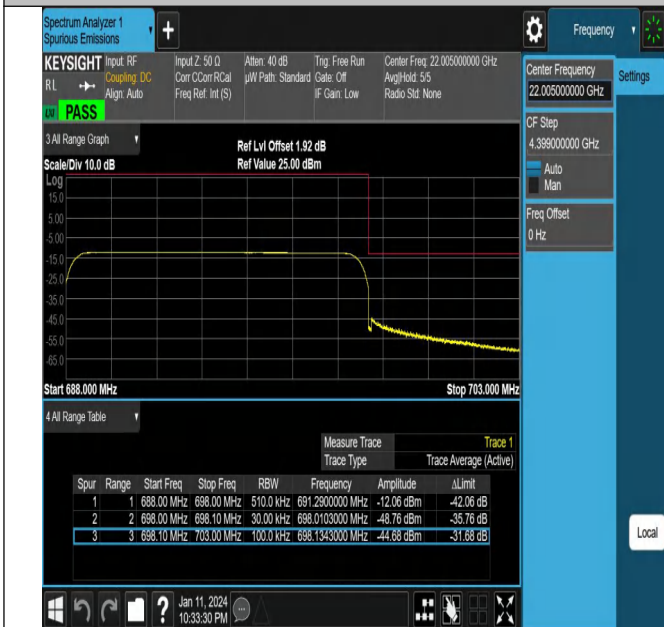 Spectrum Analyzer 1
Spurious Emissions
Frequency
KEYSIGHT
RL
Input: RF
Coupling: DC
Align: Auto
Input Z: 50 Ω
Corr CCorr RCal
Freq Ref: Int (S)
Atten: 40 dB
µW Path: Standard
Trig: Free Run
Gate: Off
IF Gain: Low
Center Freq: 22.005000000 GHz
Avg|Hold: 5/5
Radio Std: None
PASS
Center Frequency
22.005000000 GHz
Settings
CF Step
4.399000000 GHz
Auto
Man
Freq Offset
0 Hz
3 All Range Graph
Ref Lvl Offset 1.92 dB
Scale/Div 10.0 dB
Ref Value 25.00 dBm
Log
15.0
5.00
-5.00
-15.0
-25.0
-35.0
-45.0
-55.0
-65.0
Start 688.000 MHz
Stop 703.000 MHz
4 All Range Table
Measure Trace Trace 1
Trace Type Trace Average (Active)
Spur Range Start Freq Stop Freq RBW Frequency Amplitude ΔLimit
1 1 688.00 MHz 698.00 MHz 510.0 kHz 691.2900000 MHz -12.06 dBm -42.06 dB
2 2 698.00 MHz 698.10 MHz 30.00 kHz 698.0103000 MHz -48.76 dBm -35.76 dB
3 3 698.10 MHz 703.00 MHz 100.0 kHz 698.1343000 MHz -44.68 dBm -31.68 dB
Local
Jan 11, 2024
10:33:30 PM